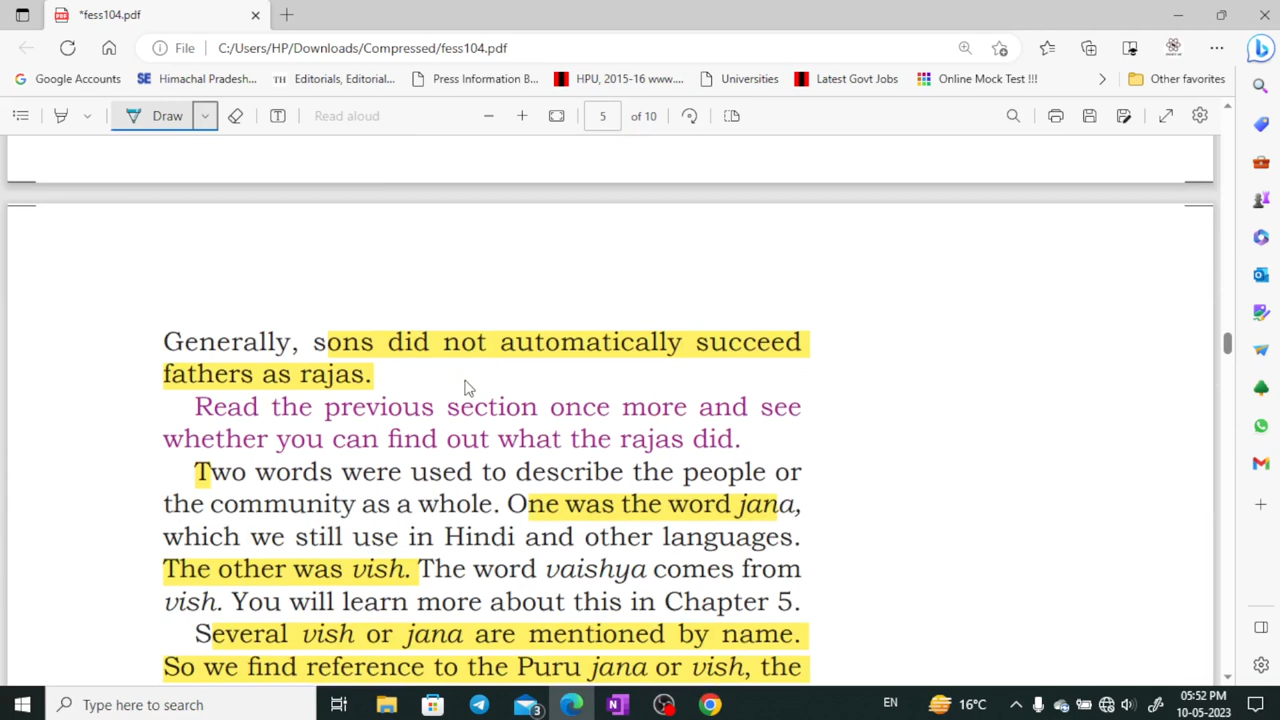 *fess104.pdf
File C:/Users/HP/Downloads/Compressed/fess104.pdf
Google Accounts SE Himachal Pradesh... TH Editorials, Editorial... Press Information B... HPU, 2015-16 www.... Universities Latest Govt Jobs Online Mock Test !!! Other favorites
Draw Read aloud 5 of 10
Generally, sons did not automatically succeed
fathers as rajas.
Read the previous section once more and see
whether you can find out what the rajas did.
Two words were used to describe the people or
the community as a whole. One was the word jana,
which we still use in Hindi and other languages.
The other was vish. The word vaishya comes from
vish. You will learn more about this in Chapter 5.
Several vish or jana are mentioned by name.
So we find reference to the Puru jana or vish, the
Type here to search 3 EN 16°C 05:52 PM
10-05-2023